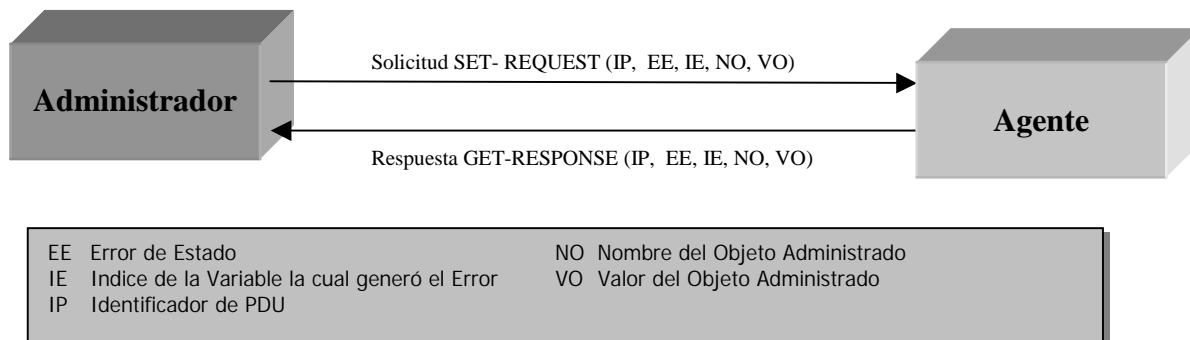 Solicitud SET- REQUEST (IP, EE, IE, NO, VO)
Administrador
Agente
Respuesta GET-RESPONSE (IP, EE, IE, NO, VO)
EE Error de Estado
NO Nombre del Objeto Administrado
IE Indice de la Variable la cual generó el Error
VO Valor del Objeto Administrado
IP Identificador de PDU